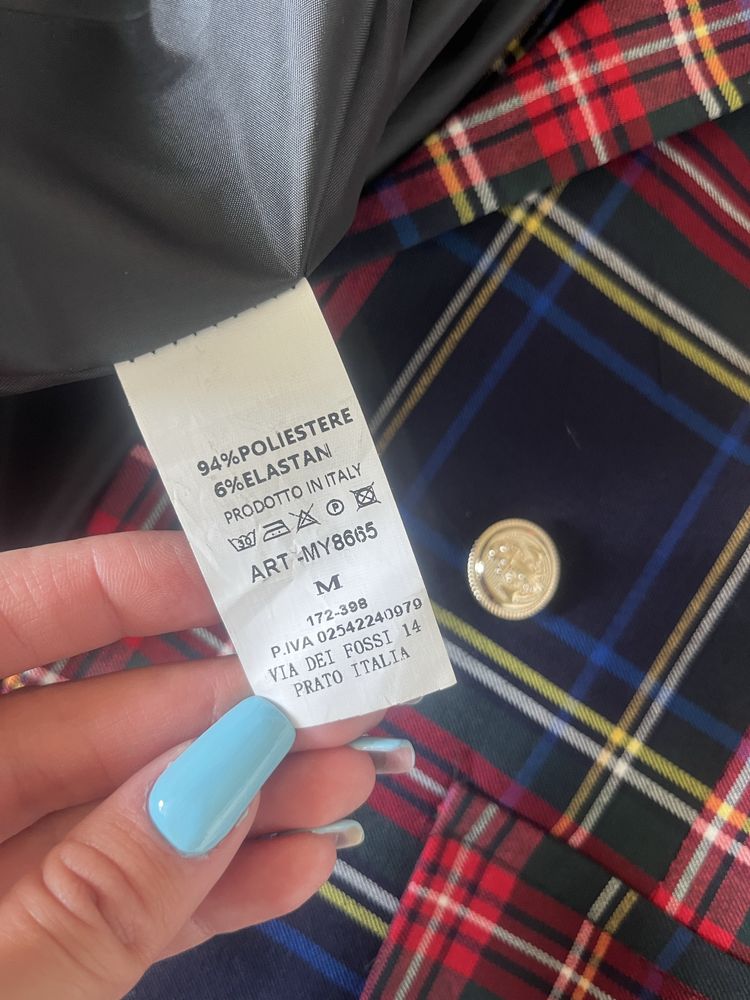 94%POLIESTERE
6%ELASTAN
PRODOTTO IN ITALY
30 P
ART-MY8665
M
172-398
P.IVA 02542240979
VIA DEI FOSSI 14
PRATO ITALIA